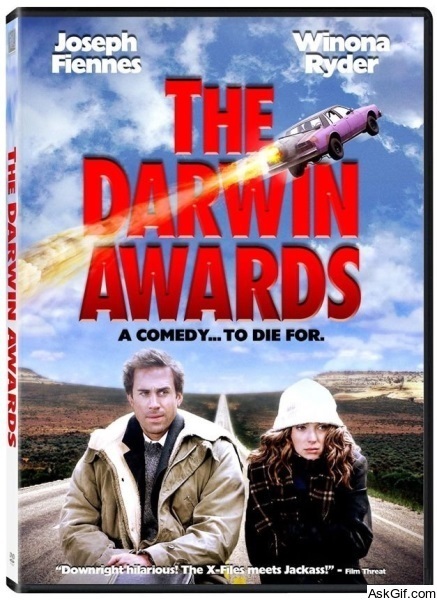 Joseph
Fiennes
Winona
Ryder
THE
DARWIN
AWARDS
A COMEDY...TO DIE FOR.
THE DARWIN AWARDS
"Downright hilarious! The X-Files meets Jackass!" - Film Threat
AskGif.com